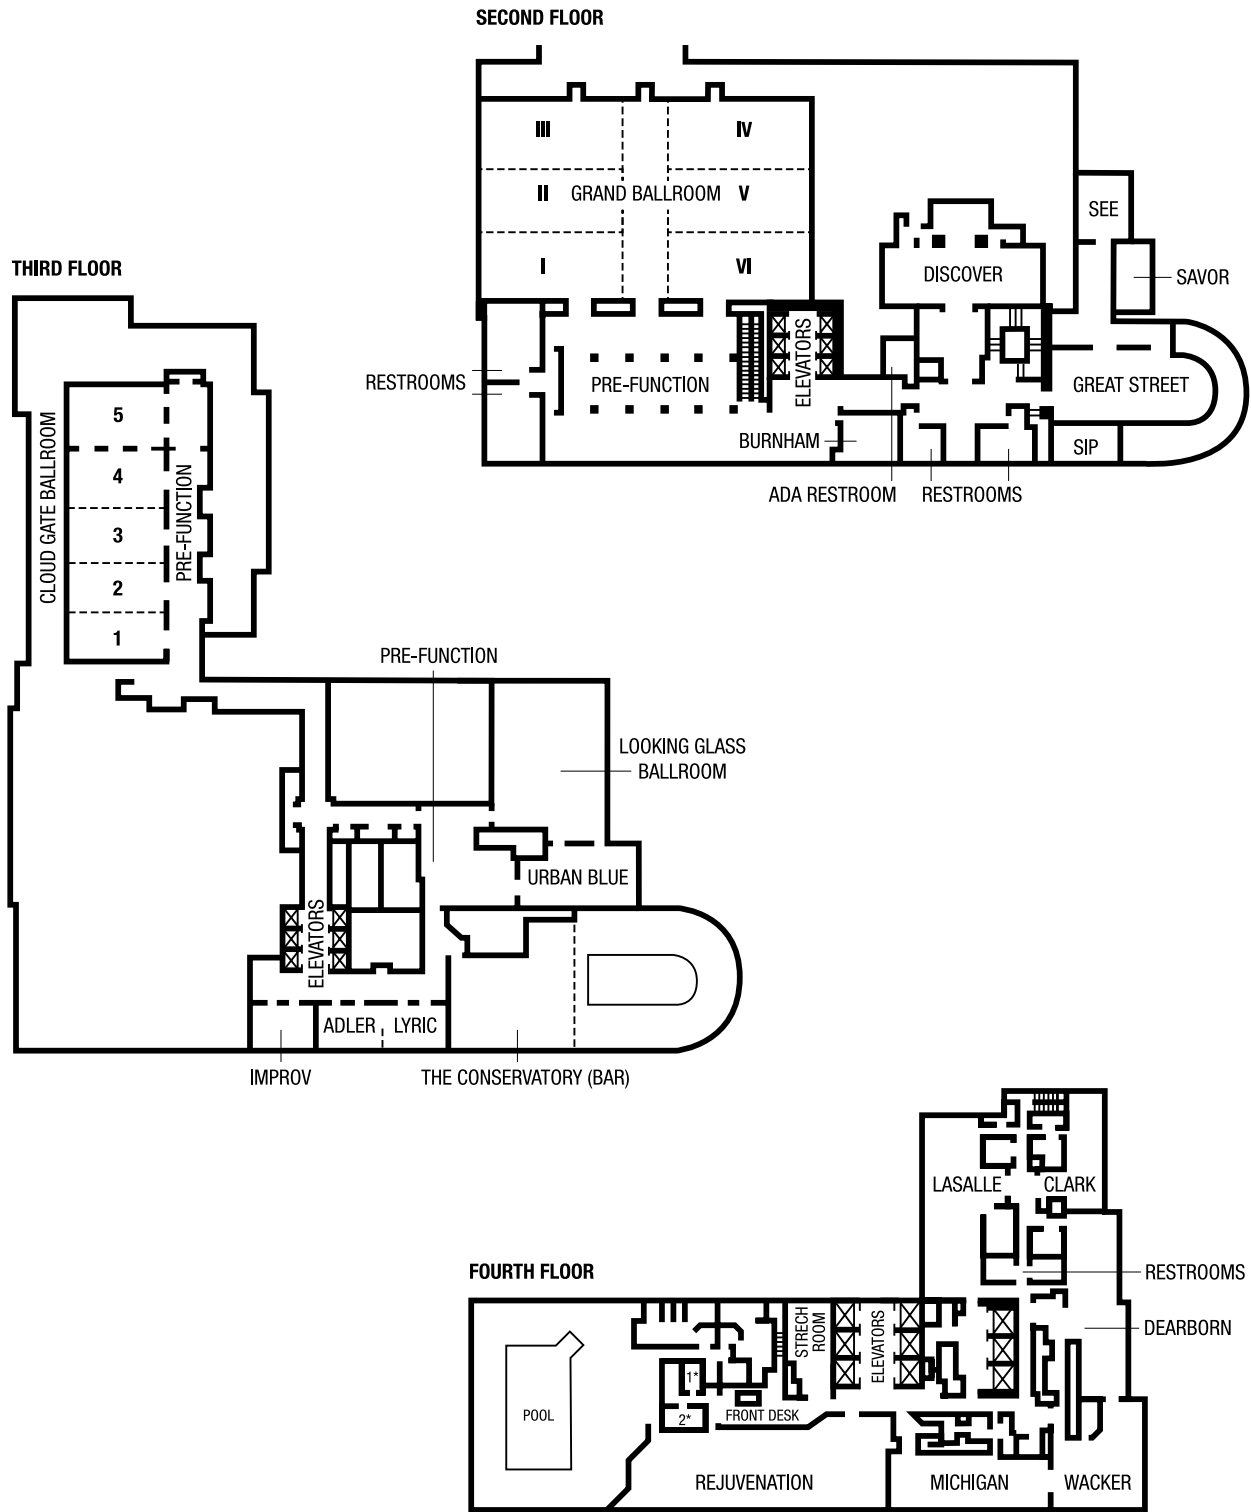 SECOND FLOOR
III
IV
II
GRAND BALLROOM
V
I
VI
SEE
DISCOVER
SAVOR
ELEVATORS
RESTROOMS
PRE-FUNCTION
GREAT STREET
BURNHAM
SIP
ADA RESTROOM
RESTROOMS
THIRD FLOOR
CLOUD GATE BALLROOM
5
4
3
2
1
PRE-FUNCTION
PRE-FUNCTION
LOOKING GLASS
BALLROOM
URBAN BLUE
ELEVATORS
ADLER
LYRIC
IMPROV
THE CONSERVATORY (BAR)
FOURTH FLOOR
LASALLE
CLARK
RESTROOMS
DEARBORN
STRECH
ROOM
ELEVATORS
1*
2*
POOL
FRONT DESK
REJUVENATION
MICHIGAN
WACKER